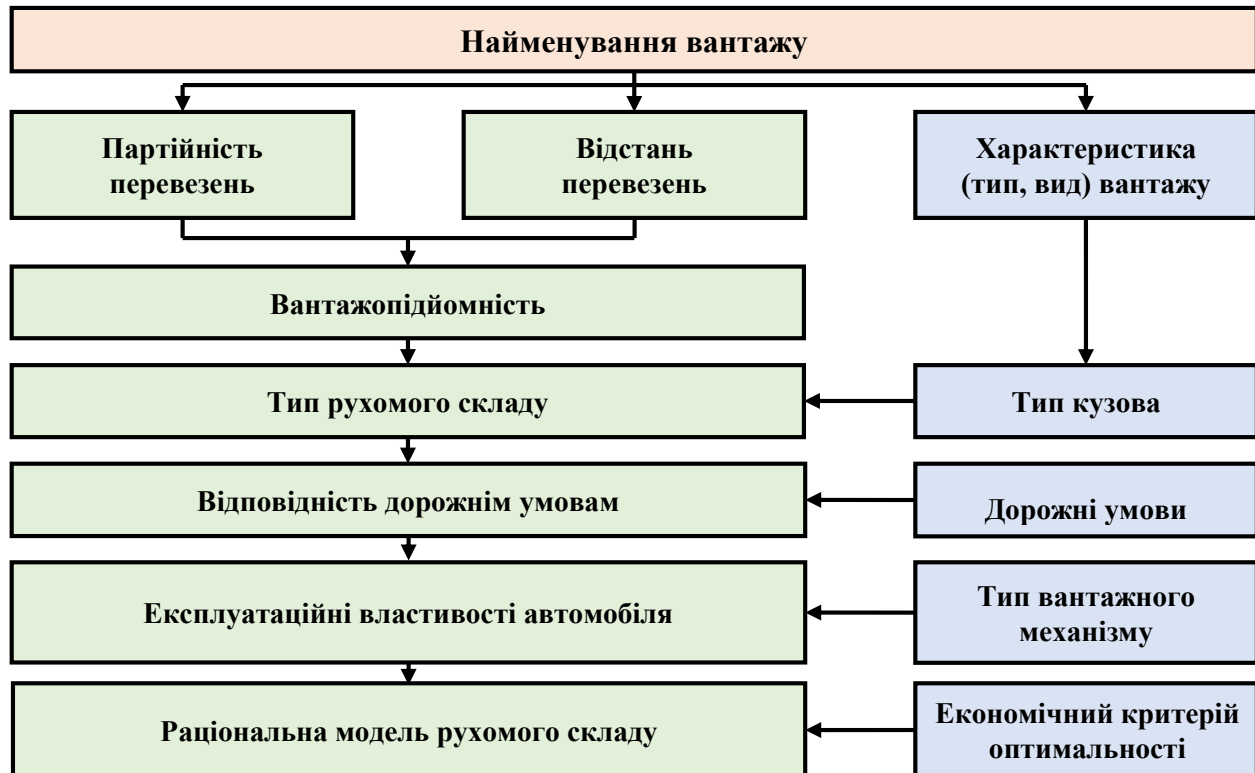 Найменування вантажу
Партійність
перевезень
Відстань
перевезень
Характеристика
(тип, вид) вантажу
Вантажопідйомність
Тип рухомого складу
Тип кузова
Відповідність дорожнім умовам
Дорожні умови
Експлуатаційні властивості автомобіля
Тип вантажного
механізму
Раціональна модель рухомого складу
Економічний критерій
оптимальності